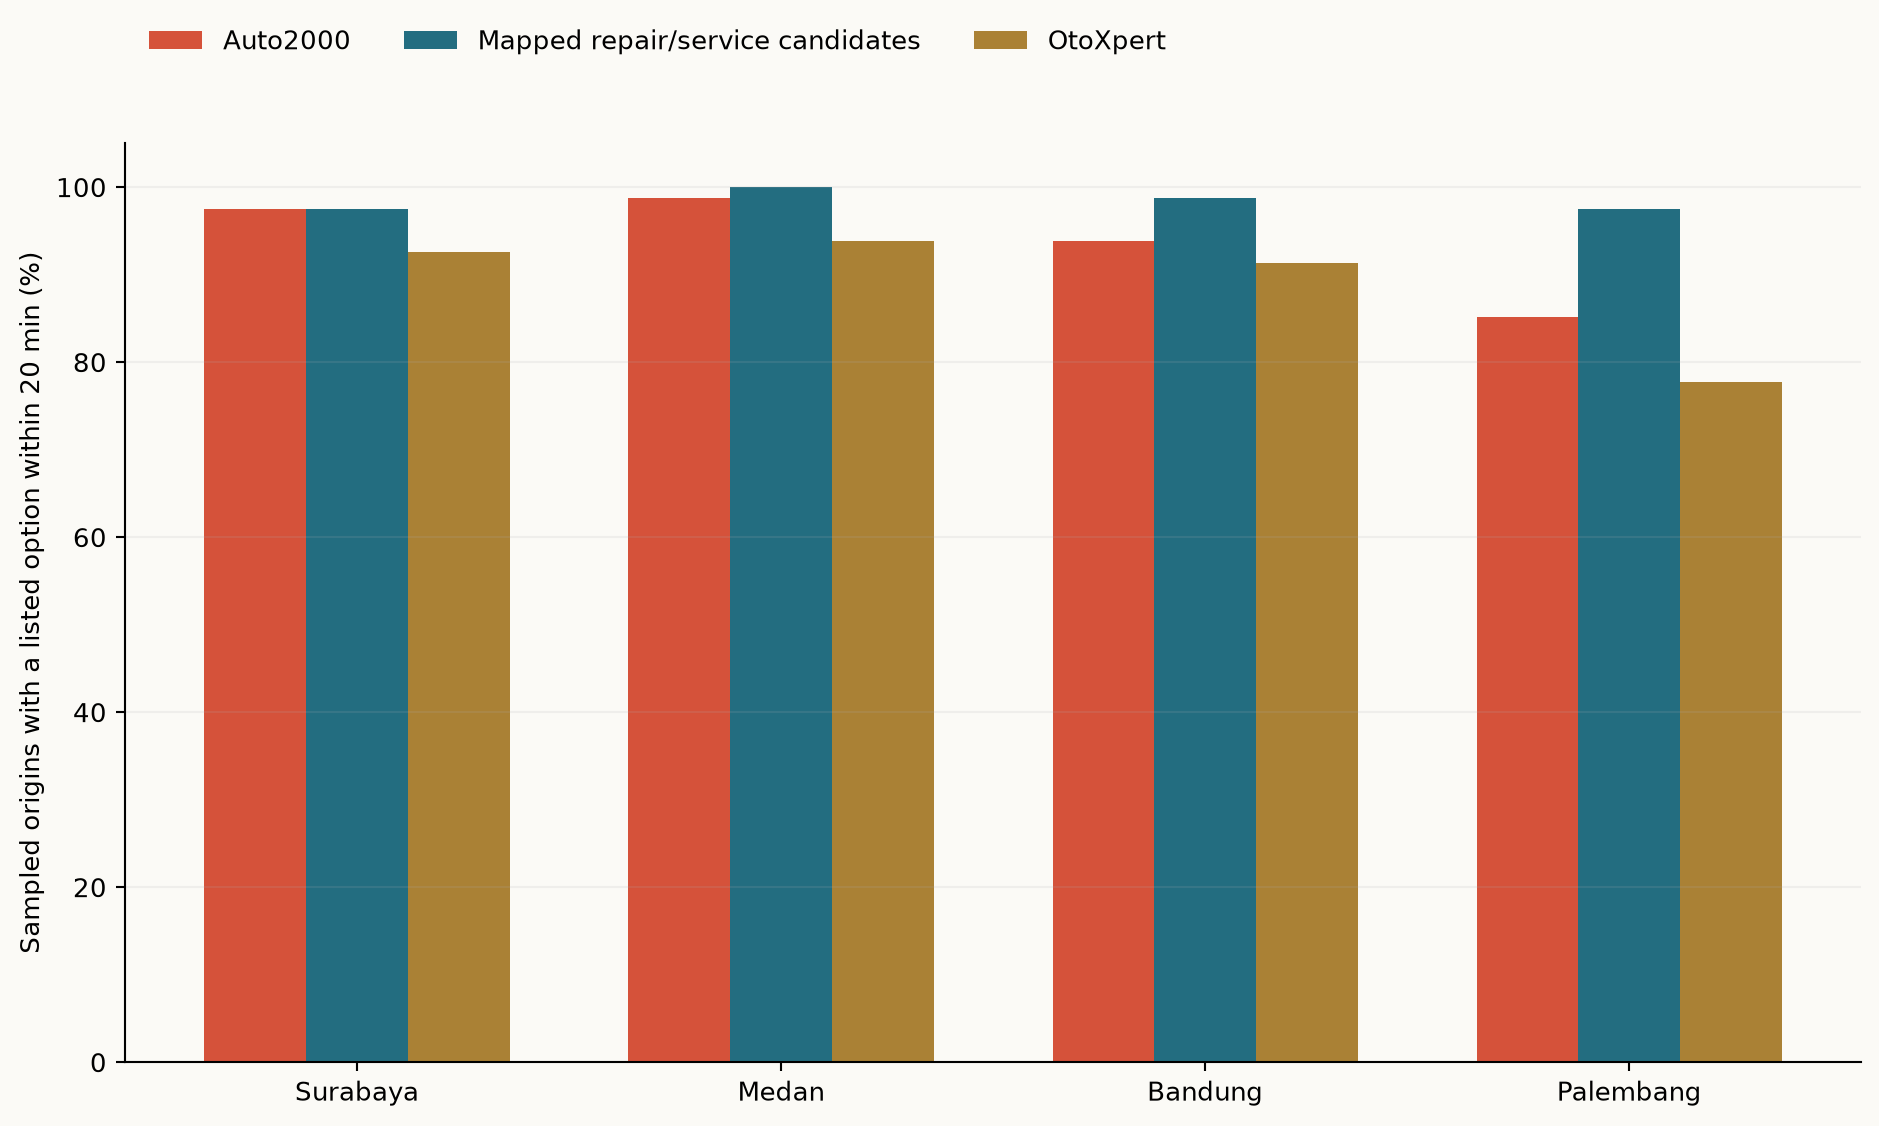 Auto2000
Mapped repair/service candidates
OtoXpert
Sampled origins with a listed option within 20 min (%)
100
80
60
40
20
0
Surabaya
Medan
Bandung
Palembang